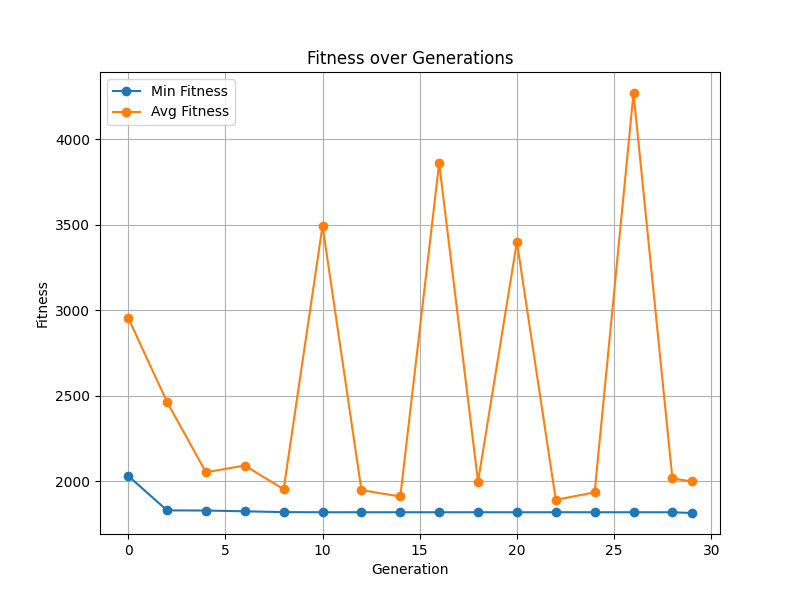 Fitness over Generations
Min Fitness
Avg Fitness
4000
3500
3000
2500
2000
Fitness
0 5 10 15 20 25 30
Generation